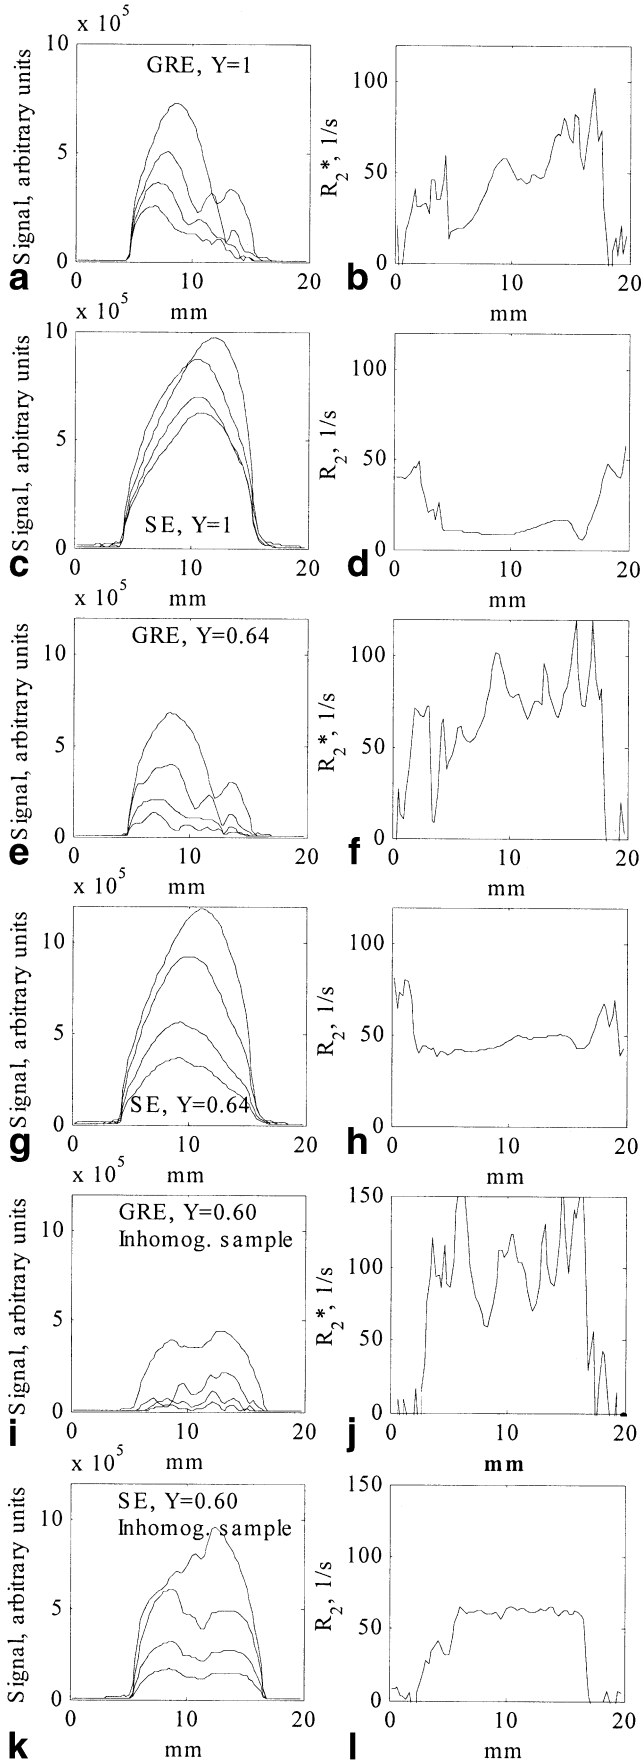 x 10^5
10
5
0
Signal, arbitrary units
GRE, Y=1
0 10 20
mm
a
100
50
0
R2*, 1/s
0 10 20
mm
b
x 10^5
10
5
0
Signal, arbitrary units
SE, Y=1
0 10 20
mm
c
100
50
0
R2, 1/s
0 10 20
mm
d
x 10^5
10
5
0
Signal, arbitrary units
GRE, Y=0.64
0 10 20
mm
e
100
50
0
R2*, 1/s
0 10 20
mm
f
x 10^5
10
5
0
Signal, arbitrary units
SE, Y=0.64
0 10 20
mm
g
100
50
0
R2, 1/s
0 10 20
mm
h
x 10^5
10
5
0
Signal, arbitrary units
GRE, Y=0.60
Inhomog. sample
0 10 20
mm
i
150
100
50
0
R2*, 1/s
0 10 20
mm
j
x 10^5
10
5
0
Signal, arbitrary units
SE, Y=0.60
Inhomog. sample
0 10 20
mm
k
150
100
50
0
R2, 1/s
0 10 20
mm
l